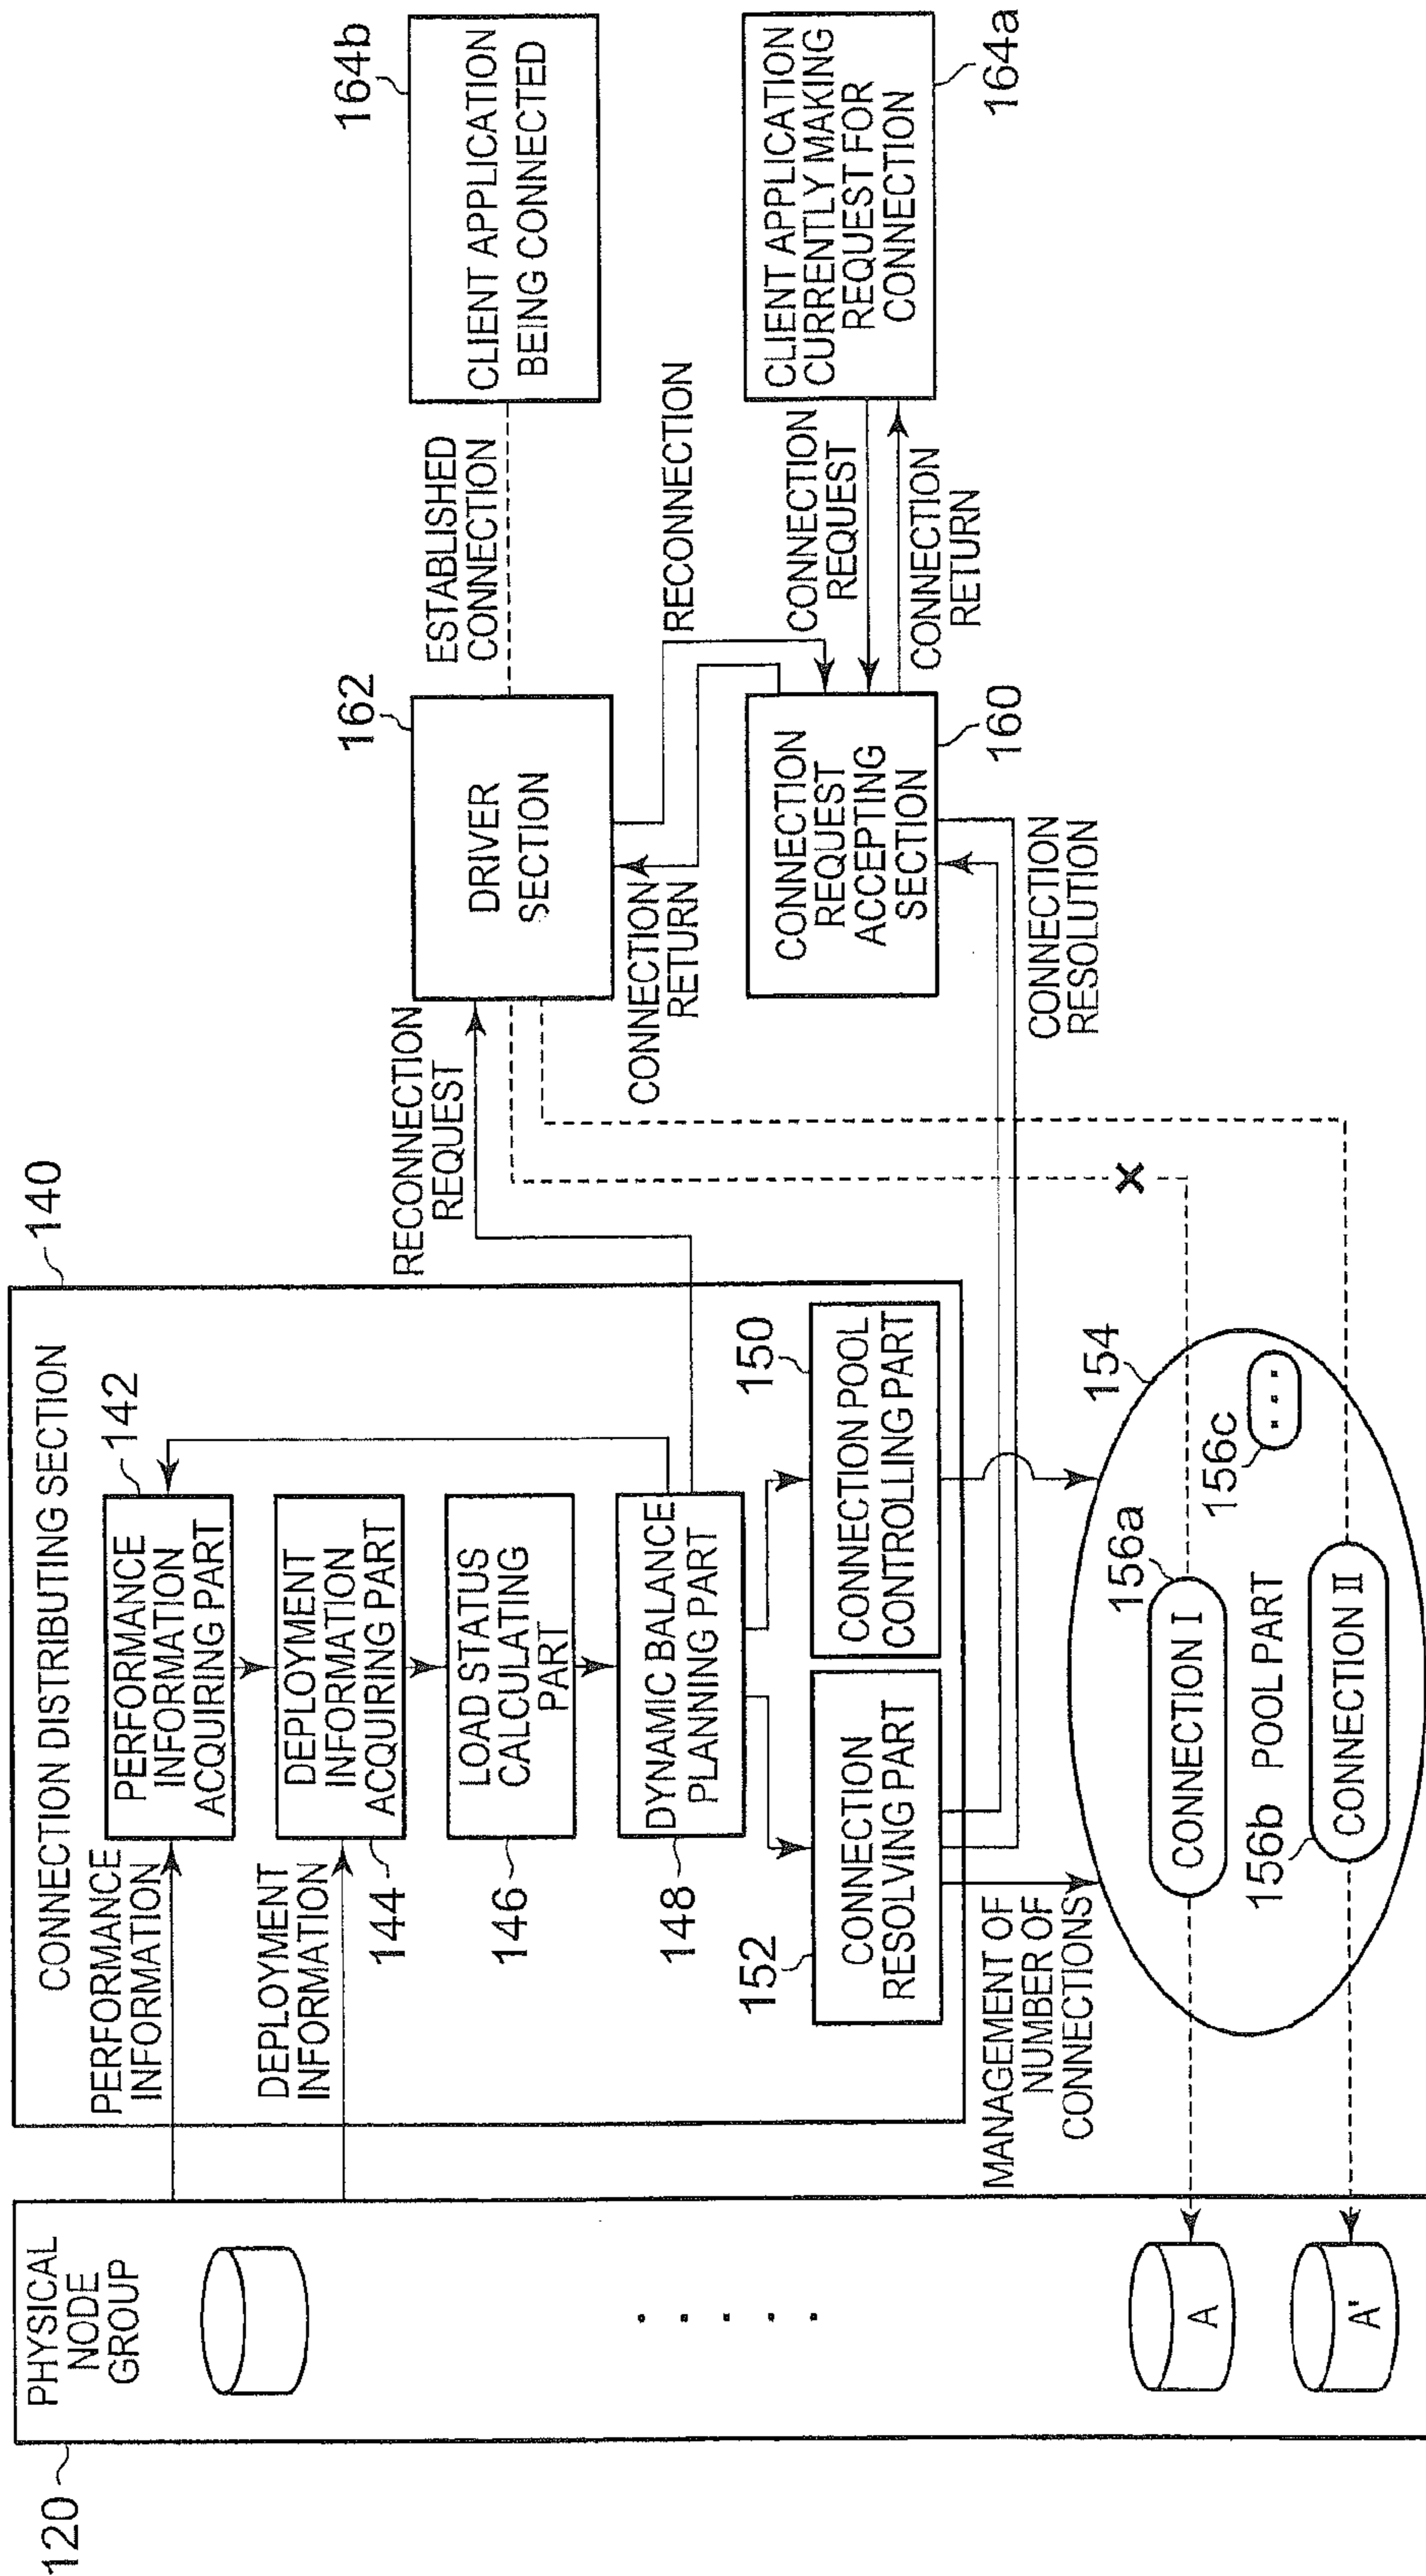 120
PHYSICAL
NODE
GROUP
A
A'
CONNECTION DISTRIBUTING SECTION
140
PERFORMANCE
INFORMATION
DEPLOYMENT
INFORMATION
PERFORMANCE
INFORMATION
ACQUIRING PART
142
DEPLOYMENT
INFORMATION
ACQUIRING PART
144
LOAD STATUS
CALCULATING
PART
146
DYNAMIC BALANCE
PLANNING PART
148
152
CONNECTION
RESOLVING PART
150
CONNECTION POOL
CONTROLLING PART
MANAGEMENT OF
NUMBER OF
CONNECTIONS
154
CONNECTION I
156a
156c
156b
POOL PART
CONNECTION II
RECONNECTION
REQUEST
162
DRIVER
SECTION
CONNECTION
RETURN
CONNECTION
REQUEST
ACCEPTING
SECTION
160
CONNECTION
RESOLUTION
ESTABLISHED
CONNECTION
RECONNECTION
CONNECTION
REQUEST
CONNECTION
RETURN
164b
CLIENT APPLICATION
BEING CONNECTED
CLIENT APPLICATION
CURRENTLY MAKING
REQUEST FOR
CONNECTION
164a